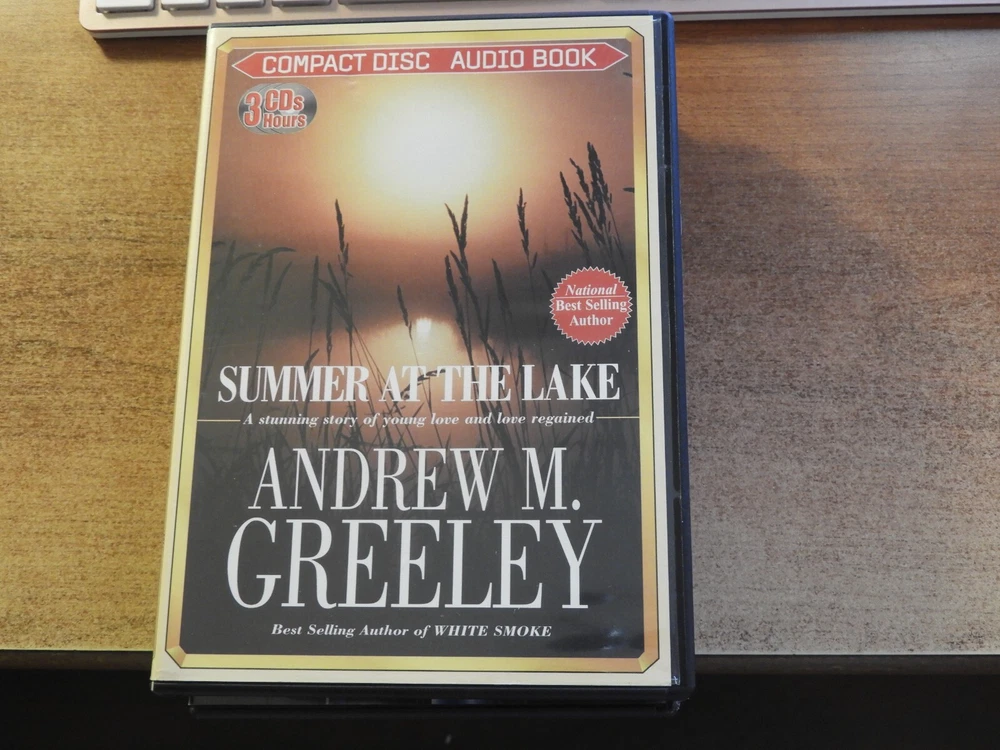 COMPACT DISC AUDIO BOOK
3 CDs
Hours
National
Best Selling
Author
SUMMER AT THE LAKE
A stunning story of young love and love regained
ANDREW M.
GREELEY
Best Selling Author of WHITE SMOKE